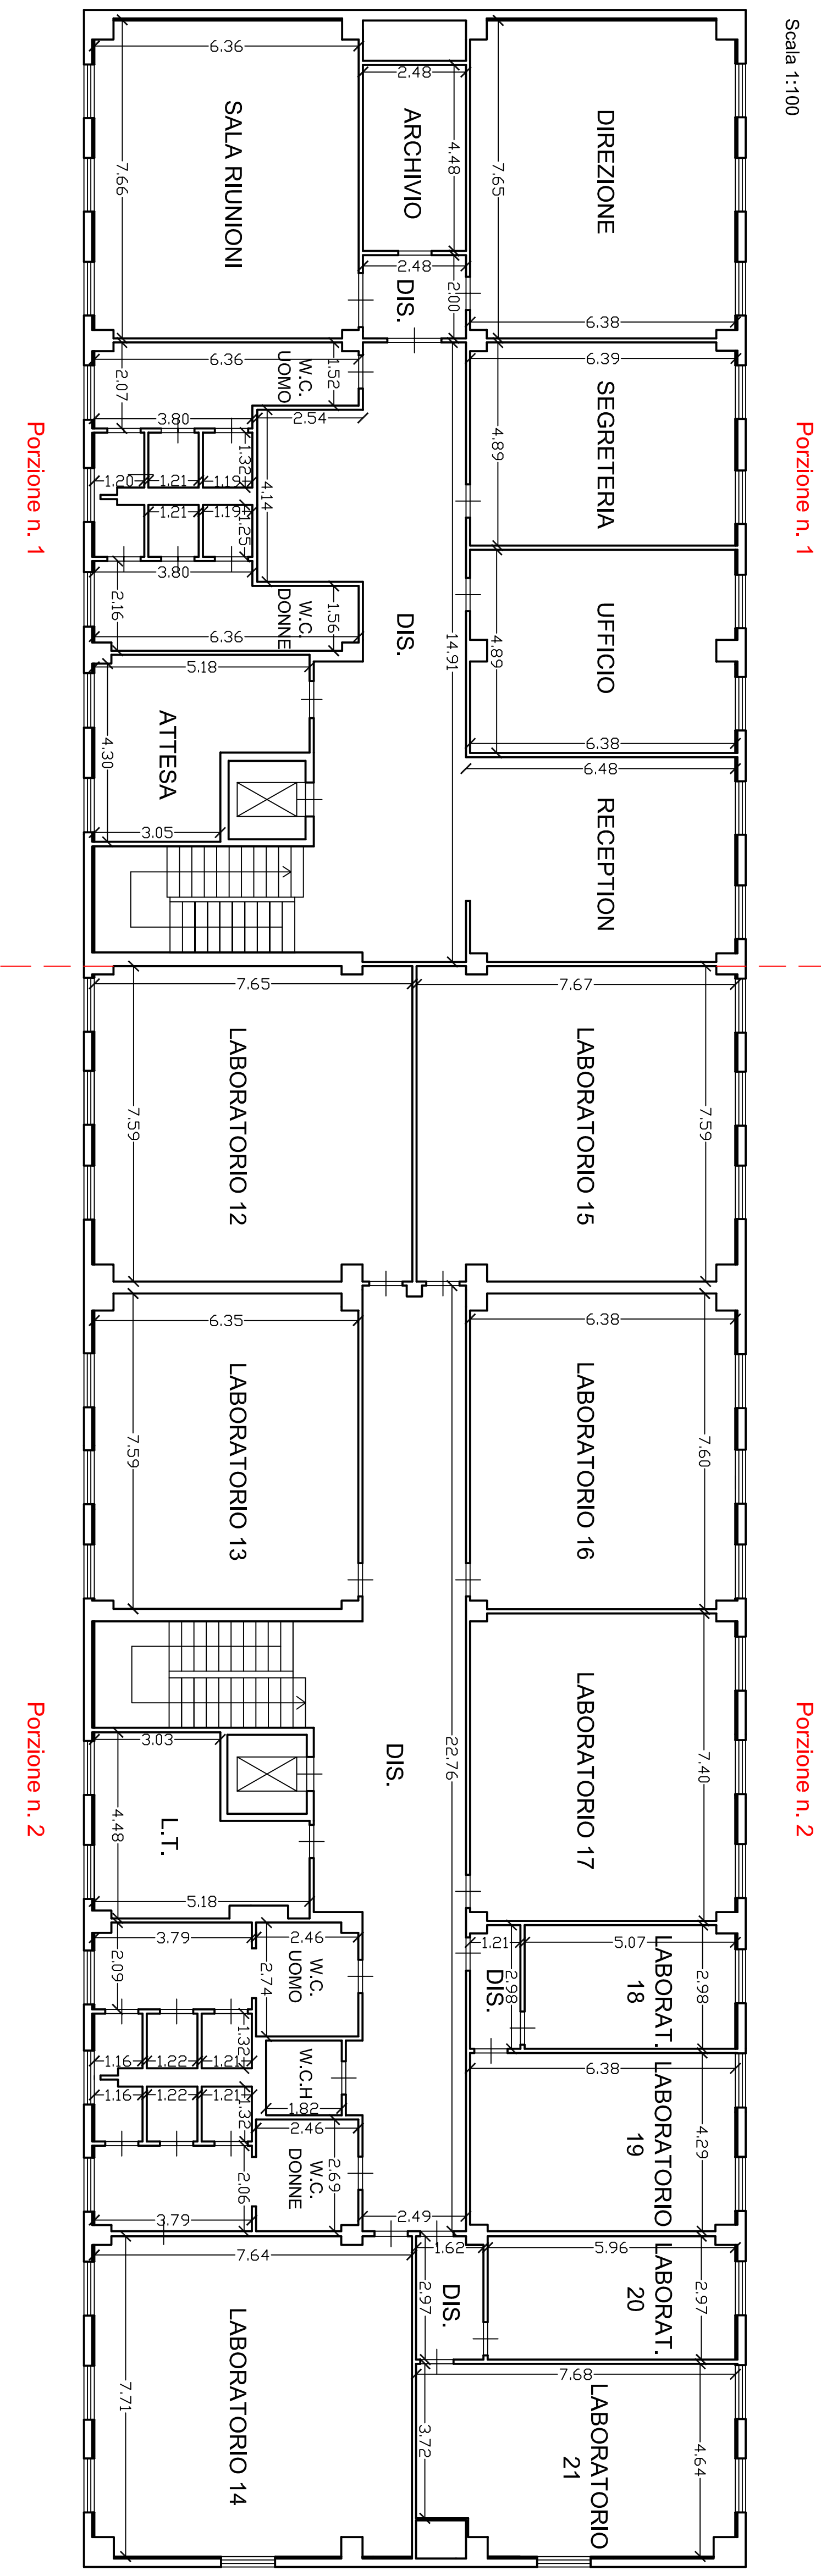 Scala 1:100
6.36
2.48
SALA RIUNIONI
ARCHIVIO
DIREZIONE
4.48
7.66
7.65
2.48
DIS.
2.00
6.38
6.36
W.C.
UOMO
1.52
6.39
2.07
3.80
2.54
SEGRETERIA
4.89
Porzione n. 1
Porzione n. 1
1.32
1.20
1.21
1.19
4.14
1.21
1.19
1.25
3.80
2.16
W.C.
DONNE
1.56
6.36
DIS.
14.91
UFFICIO
4.89
5.18
ATTESA
4.30
6.38
6.48
3.05
RECEPTION
7.65
7.67
LABORATORIO 12
LABORATORIO 15
7.59
7.59
6.35
6.38
LABORATORIO 13
LABORATORIO 16
7.59
7.60
Porzione n. 2
Porzione n. 2
3.03
DIS.
22.76
LABORATORIO 17
7.40
4.48
L.T.
5.18
3.79
2.46
2.09
W.C.
UOMO
2.74
1.21
5.07
DIS.
2.98
LABORAT.
18
2.98
1.32
1.16
1.22
1.21
W.C.H
1.82
6.38
1.16
1.22
1.21
1.32
2.46
LABORATORIO
19
4.29
W.C.
DONNE
2.69
2.06
3.79
2.49
7.64
1.62
5.96
DIS.
2.97
LABORAT.
20
2.97
LABORATORIO 14
7.71
7.68
3.72
LABORATORIO
21
4.64